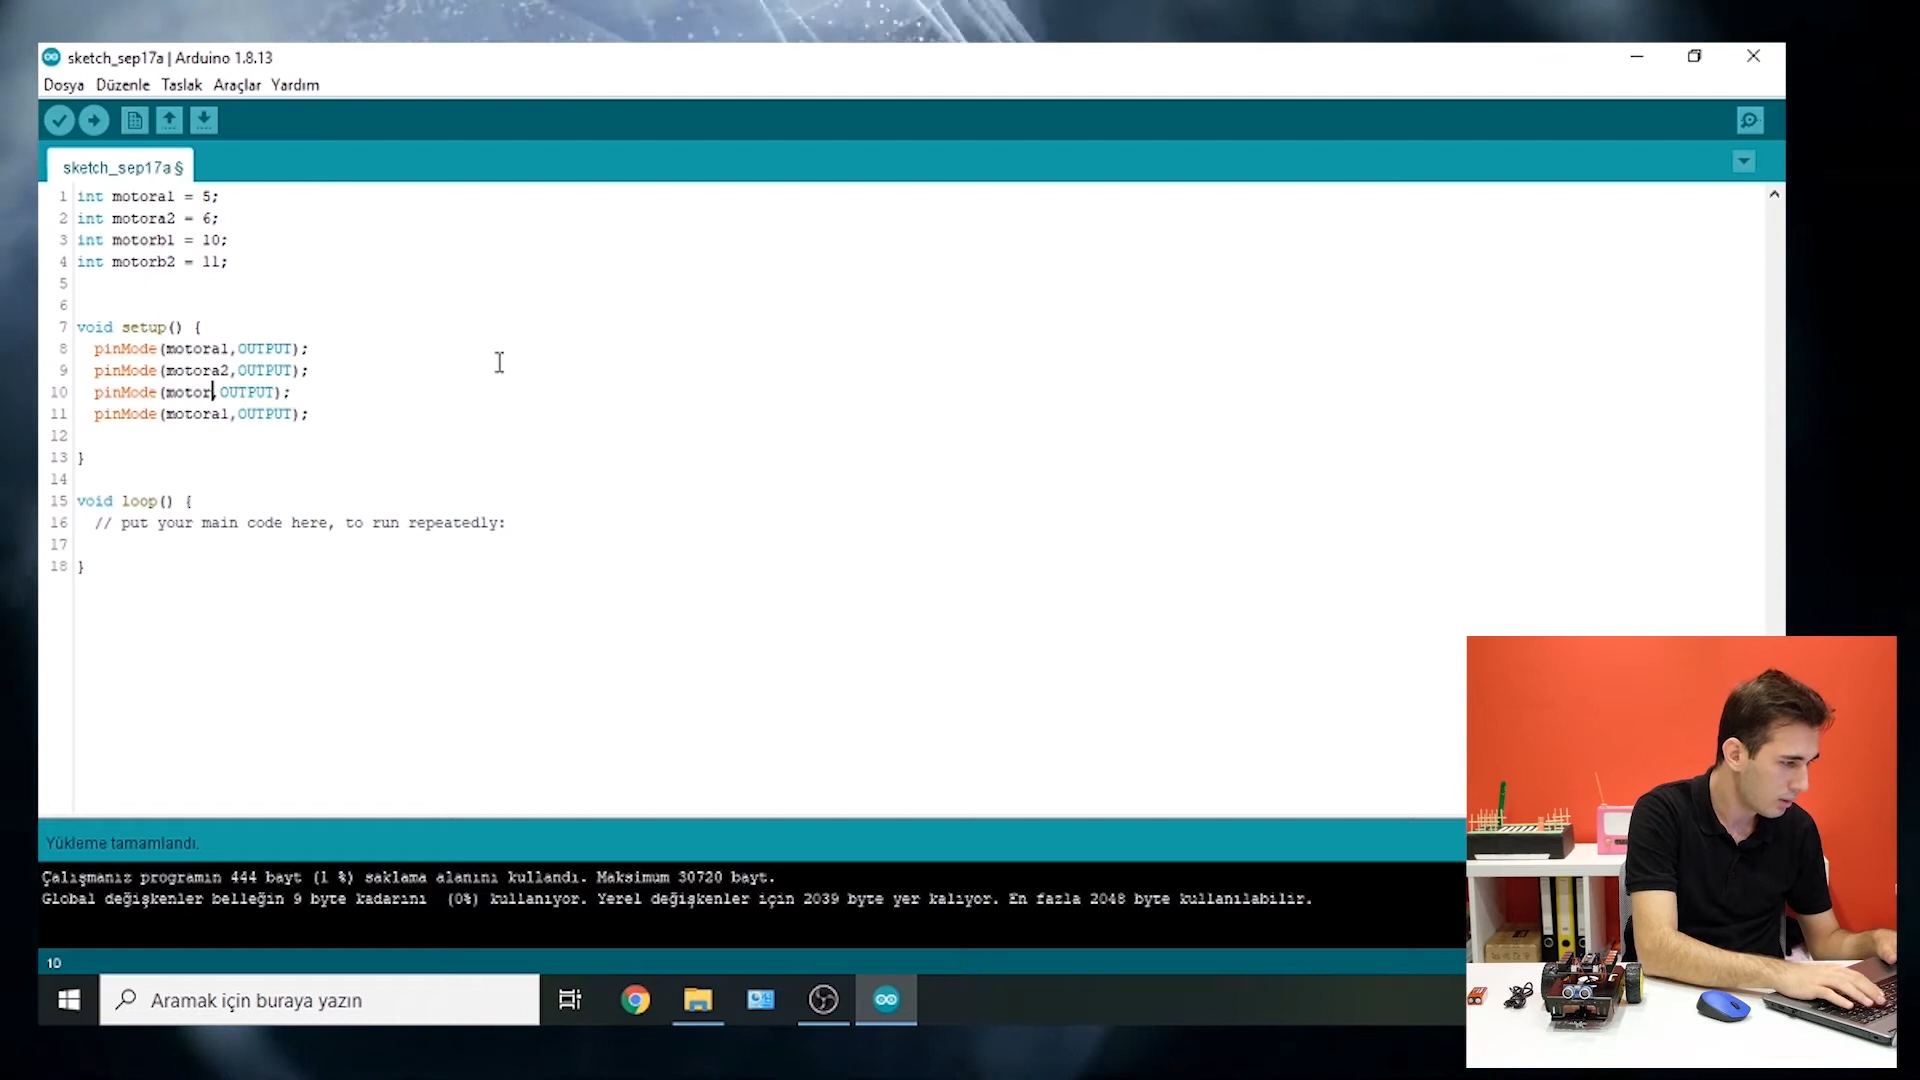 sketch_sep17a | Arduino 1.8.13
Dosya Düzenle Taslak Araçlar Yardım
sketch_sep17a §
1 int motora1 = 5;
2 int motora2 = 6;
3 int motorb1 = 10;
4 int motorb2 = 11;
5
6
7 void setup() {
8 pinMode(motora1,OUTPUT);
9 pinMode(motora2,OUTPUT);
10 pinMode(motor,OUTPUT);
11 pinMode(motora1,OUTPUT);
12
13 }
14
15 void loop() {
16 // put your main code here, to run repeatedly:
17
18 }
Yükleme tamamlandı.
Çalışmanız programın 444 bayt (1 %) saklama alanını kullandı. Maksimum 30720 bayt.
Global değişkenler belleğin 9 byte kadarını (0%) kullanıyor. Yerel değişkenler için 2039 byte yer kalıyor. En fazla 2048 byte kullanılabilir.
10
Aramak için buraya yazın